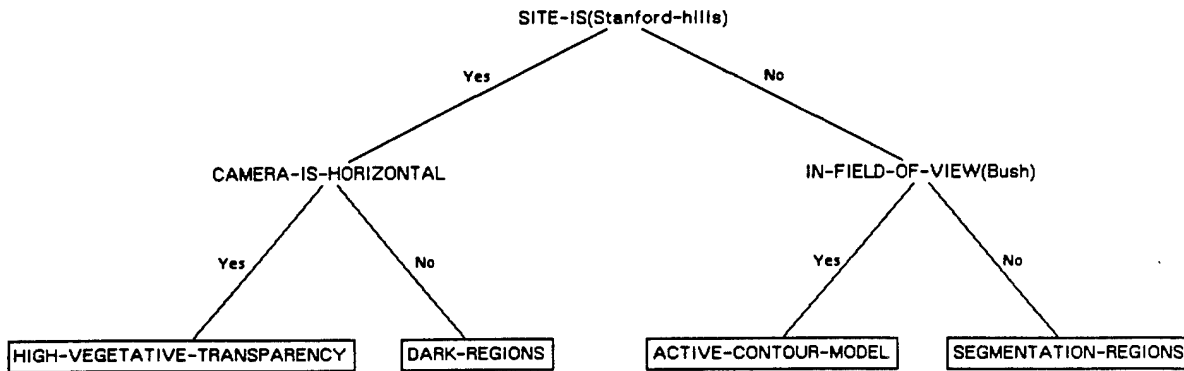 SITE-IS(Stanford-hills)
Yes
No
CAMERA-IS-HORIZONTAL
IN-FIELD-OF-VIEW(Bush)
Yes
No
Yes
No
HIGH-VEGETATIVE-TRANSPARENCY
DARK-REGIONS
ACTIVE-CONTOUR-MODEL
SEGMENTATION-REGIONS